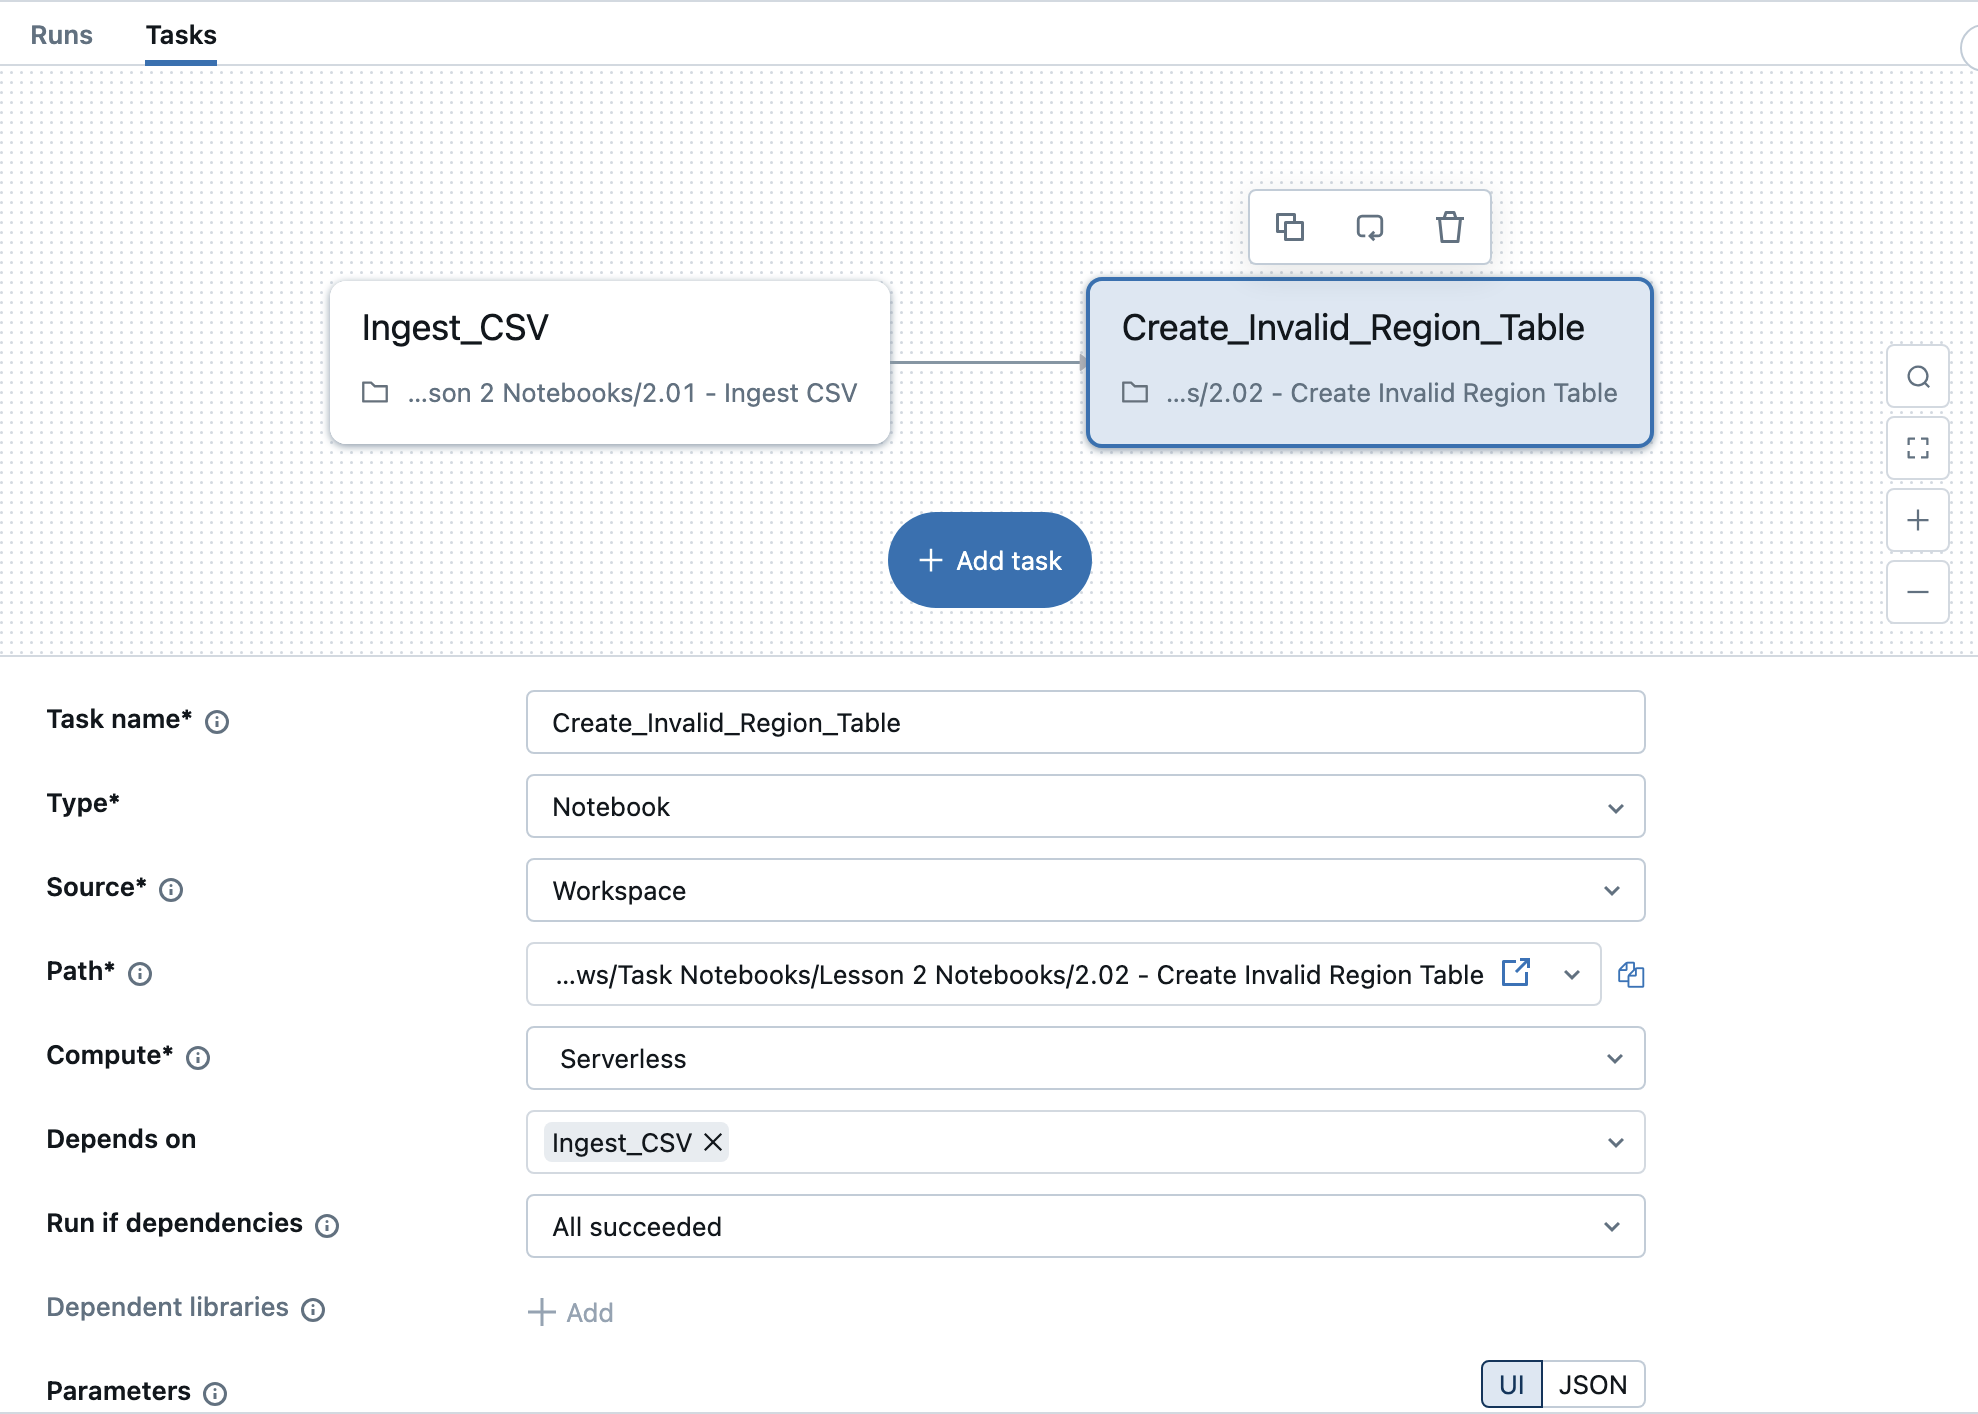 Runs Tasks
Ingest_CSV
...son 2 Notebooks/2.01 - Ingest CSV
Create_Invalid_Region_Table
...s/2.02 - Create Invalid Region Table
Add task
Task name* Create_Invalid_Region_Table
Type* Notebook
Source* Workspace
Path* ...ws/Task Notebooks/Lesson 2 Notebooks/2.02 - Create Invalid Region Table
Compute* Serverless
Depends on Ingest_CSV
Run if dependencies All succeeded
Dependent libraries Add
Parameters UI JSON